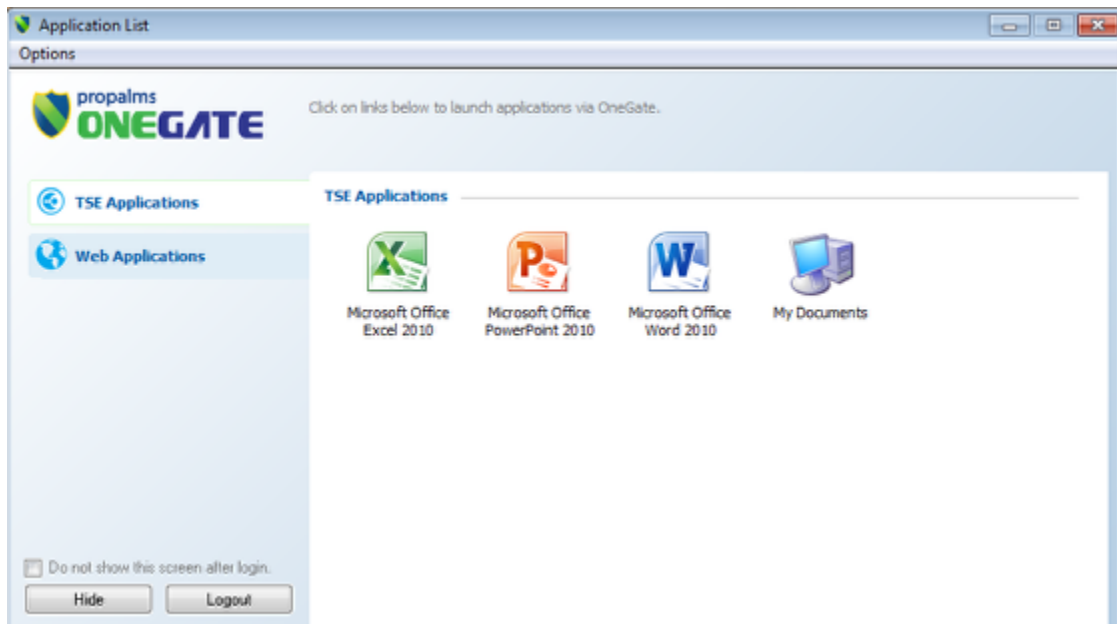 Application List
Options
propalms
ONEGATE
Click on links below to launch applications via OneGate.
TSE Applications
Web Applications
TSE Applications
Microsoft Office
Excel 2010
Microsoft Office
PowerPoint 2010
Microsoft Office
Word 2010
My Documents
Do not show this screen after login.
Hide
Logout